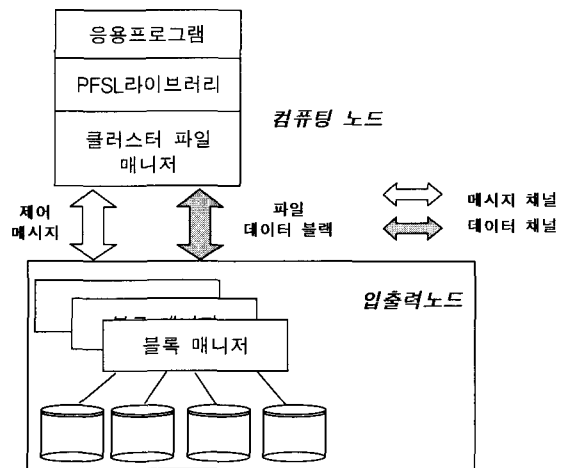 응용프로그램
PFSL라이브러리
클러스터 파일
매니저
컴퓨팅 노드
제어
메시지
파일
데이터 블랙
메시지 채널
데이터 채널
입출력노드
블록 매니저